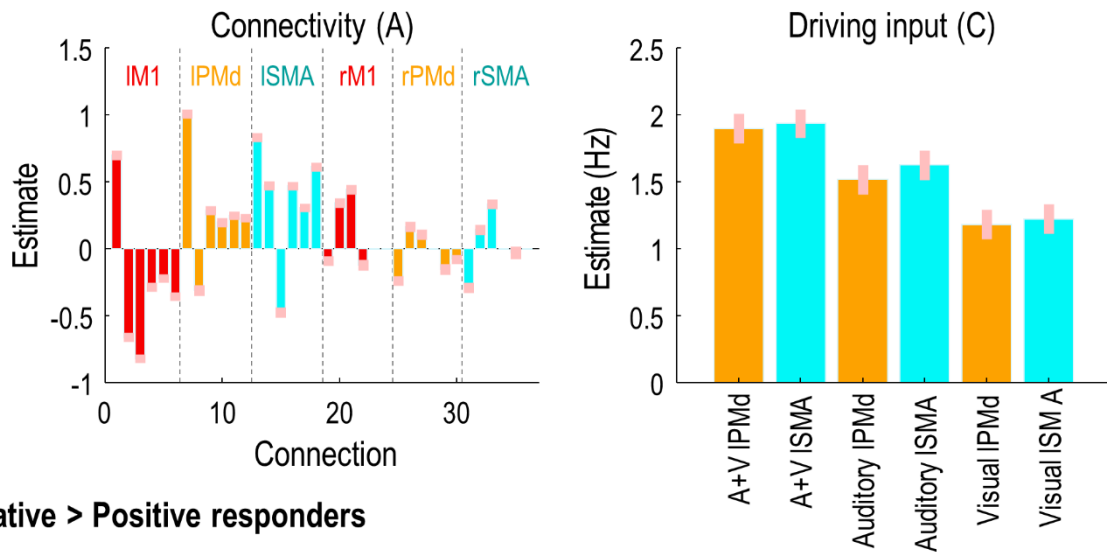 Connectivity (A)
1.5
1
0.5
0
-0.5
-1
Estimate
lM1
lPMd
lSMA
rM1
rPMd
rSMA
0
10
20
30
Connection
Driving input (C)
2.5
2
1.5
1
0.5
0
Estimate (Hz)
A+V lPMd
A+V lSMA
Auditory lPMd
Auditory lSMA
Visual lPMd
Visual lSM A
ative > Positive responders